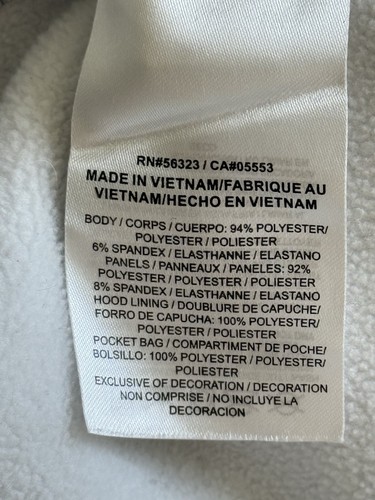 RN#56323 / CA#05553
MADE IN VIETNAM/FABRIQUE AU
VIETNAM/HECHO EN VIETNAM
BODY / CORPS / CUERPO: 94% POLYESTER/
POLYESTER / POLIESTER
6% SPANDEX / ELASTHANNE / ELASTANO
PANELS / PANNEAUX / PANELES: 92%
POLYESTER / POLYESTER / POLIESTER
8% SPANDEX / ELASTHANNE / ELASTANO
HOOD LINING / DOUBLURE DE CAPUCHE/
FORRO DE CAPUCHA: 100% POLYESTER/
POLYESTER / POLIESTER
POCKET BAG / COMPARTIMENT DE POCHE/
BOLSILLO: 100% POLYESTER / POLYESTER/
POLIESTER
EXCLUSIVE OF DECORATION / DECORATION
NON COMPRISE / NO INCLUYE LA
DECORACION